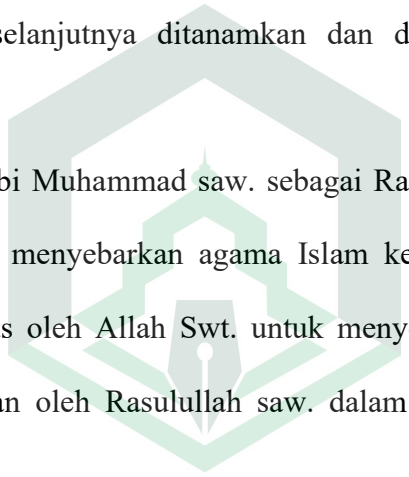 selanjutnya ditanamkan dan d
bi Muhammad saw. sebagai Ra
menyebarkan agama Islam ke
s oleh Allah Swt. untuk meny
an oleh Rasulullah saw. dalam